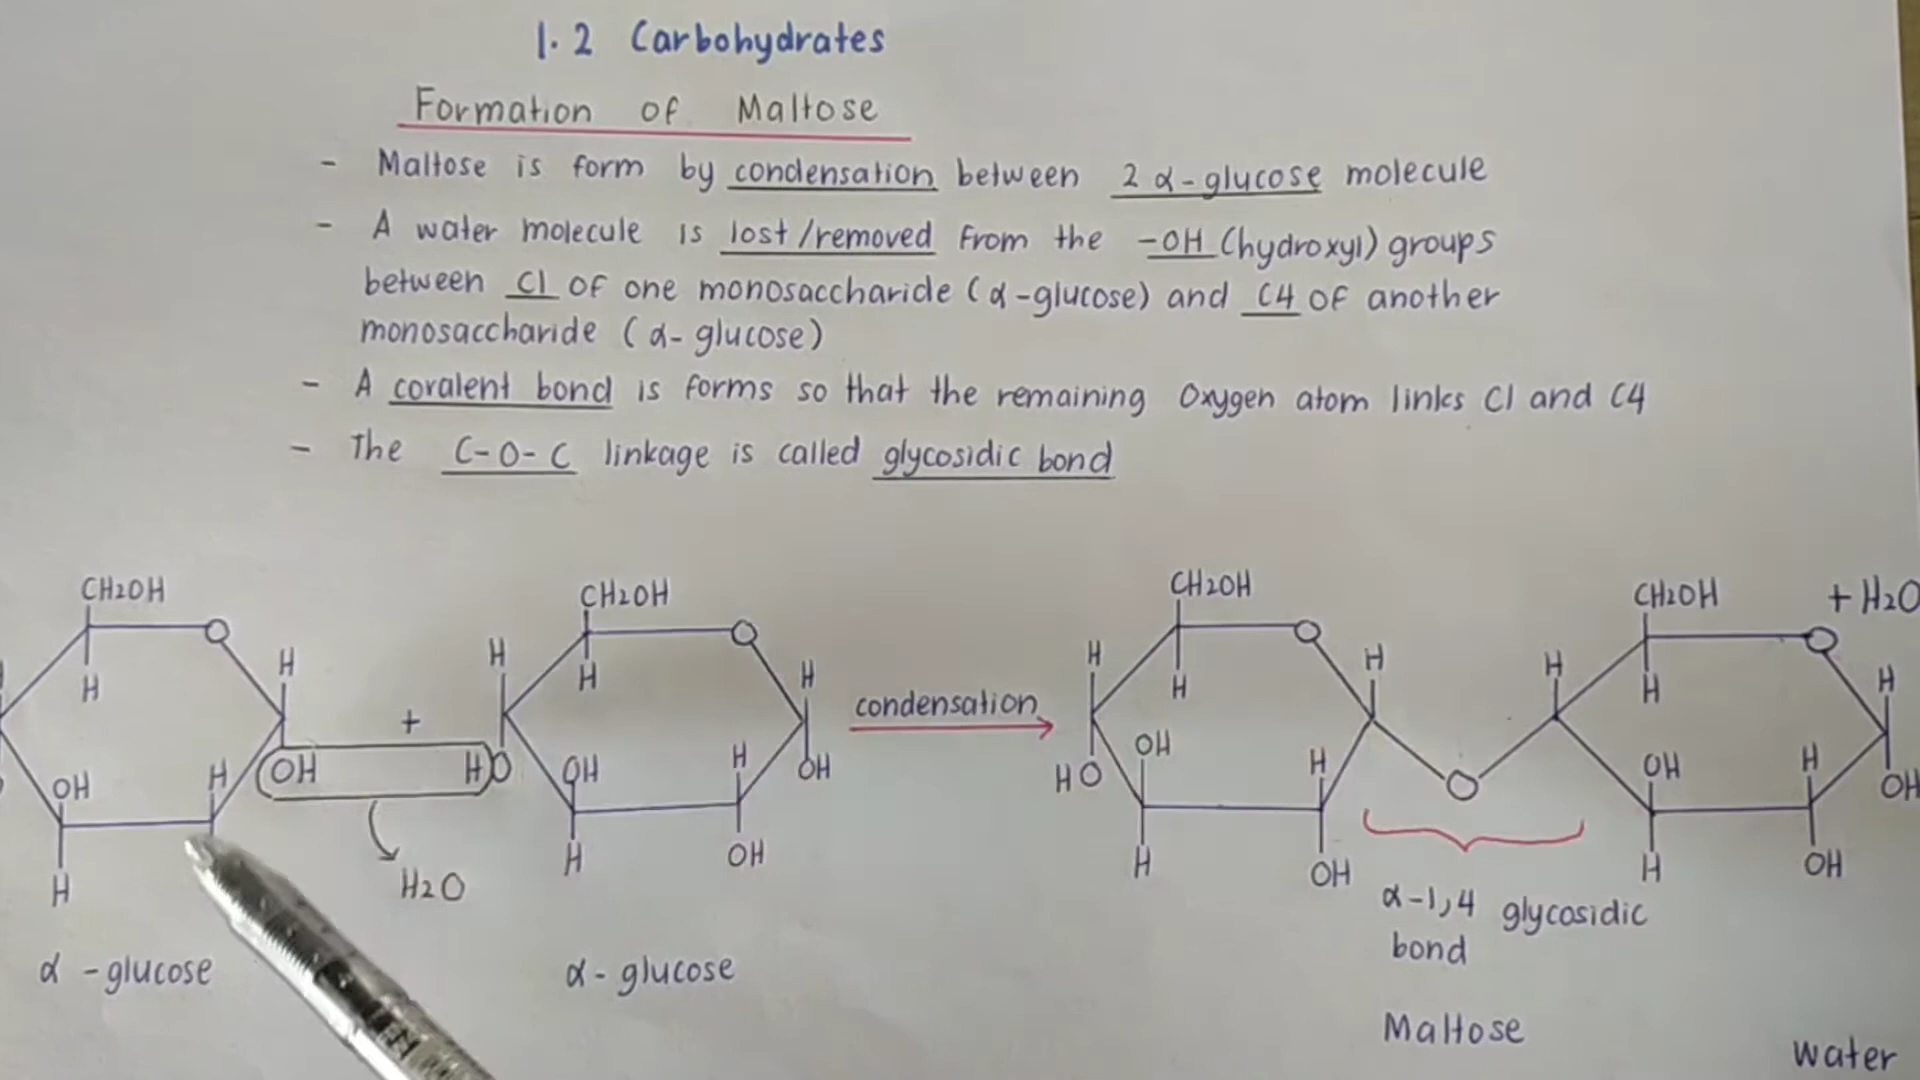 1.2 Carbohydrates
Formation of Maltose
- Maltose is form by condensation between 2 α-glucose molecule
- A water molecule is lost/removed from the -OH (hydroxyl) groups
between C1 of one monosaccharide (α-glucose) and C4 of another
monosaccharide (α-glucose)
- A covalent bond is forms so that the remaining Oxygen atom links C1 and C4
- The C-O-C linkage is called glycosidic bond
CH2OH CH2OH CH2OH CH2OH + H2O
O O O O
H H H H H H
H H H H H
+ condensation
OH H OH HO OH H OH HO OH H O OH H OH
H H2O H OH H OH H OH
α-1,4 glycosidic
bond
α-glucose α-glucose
Maltose
Water